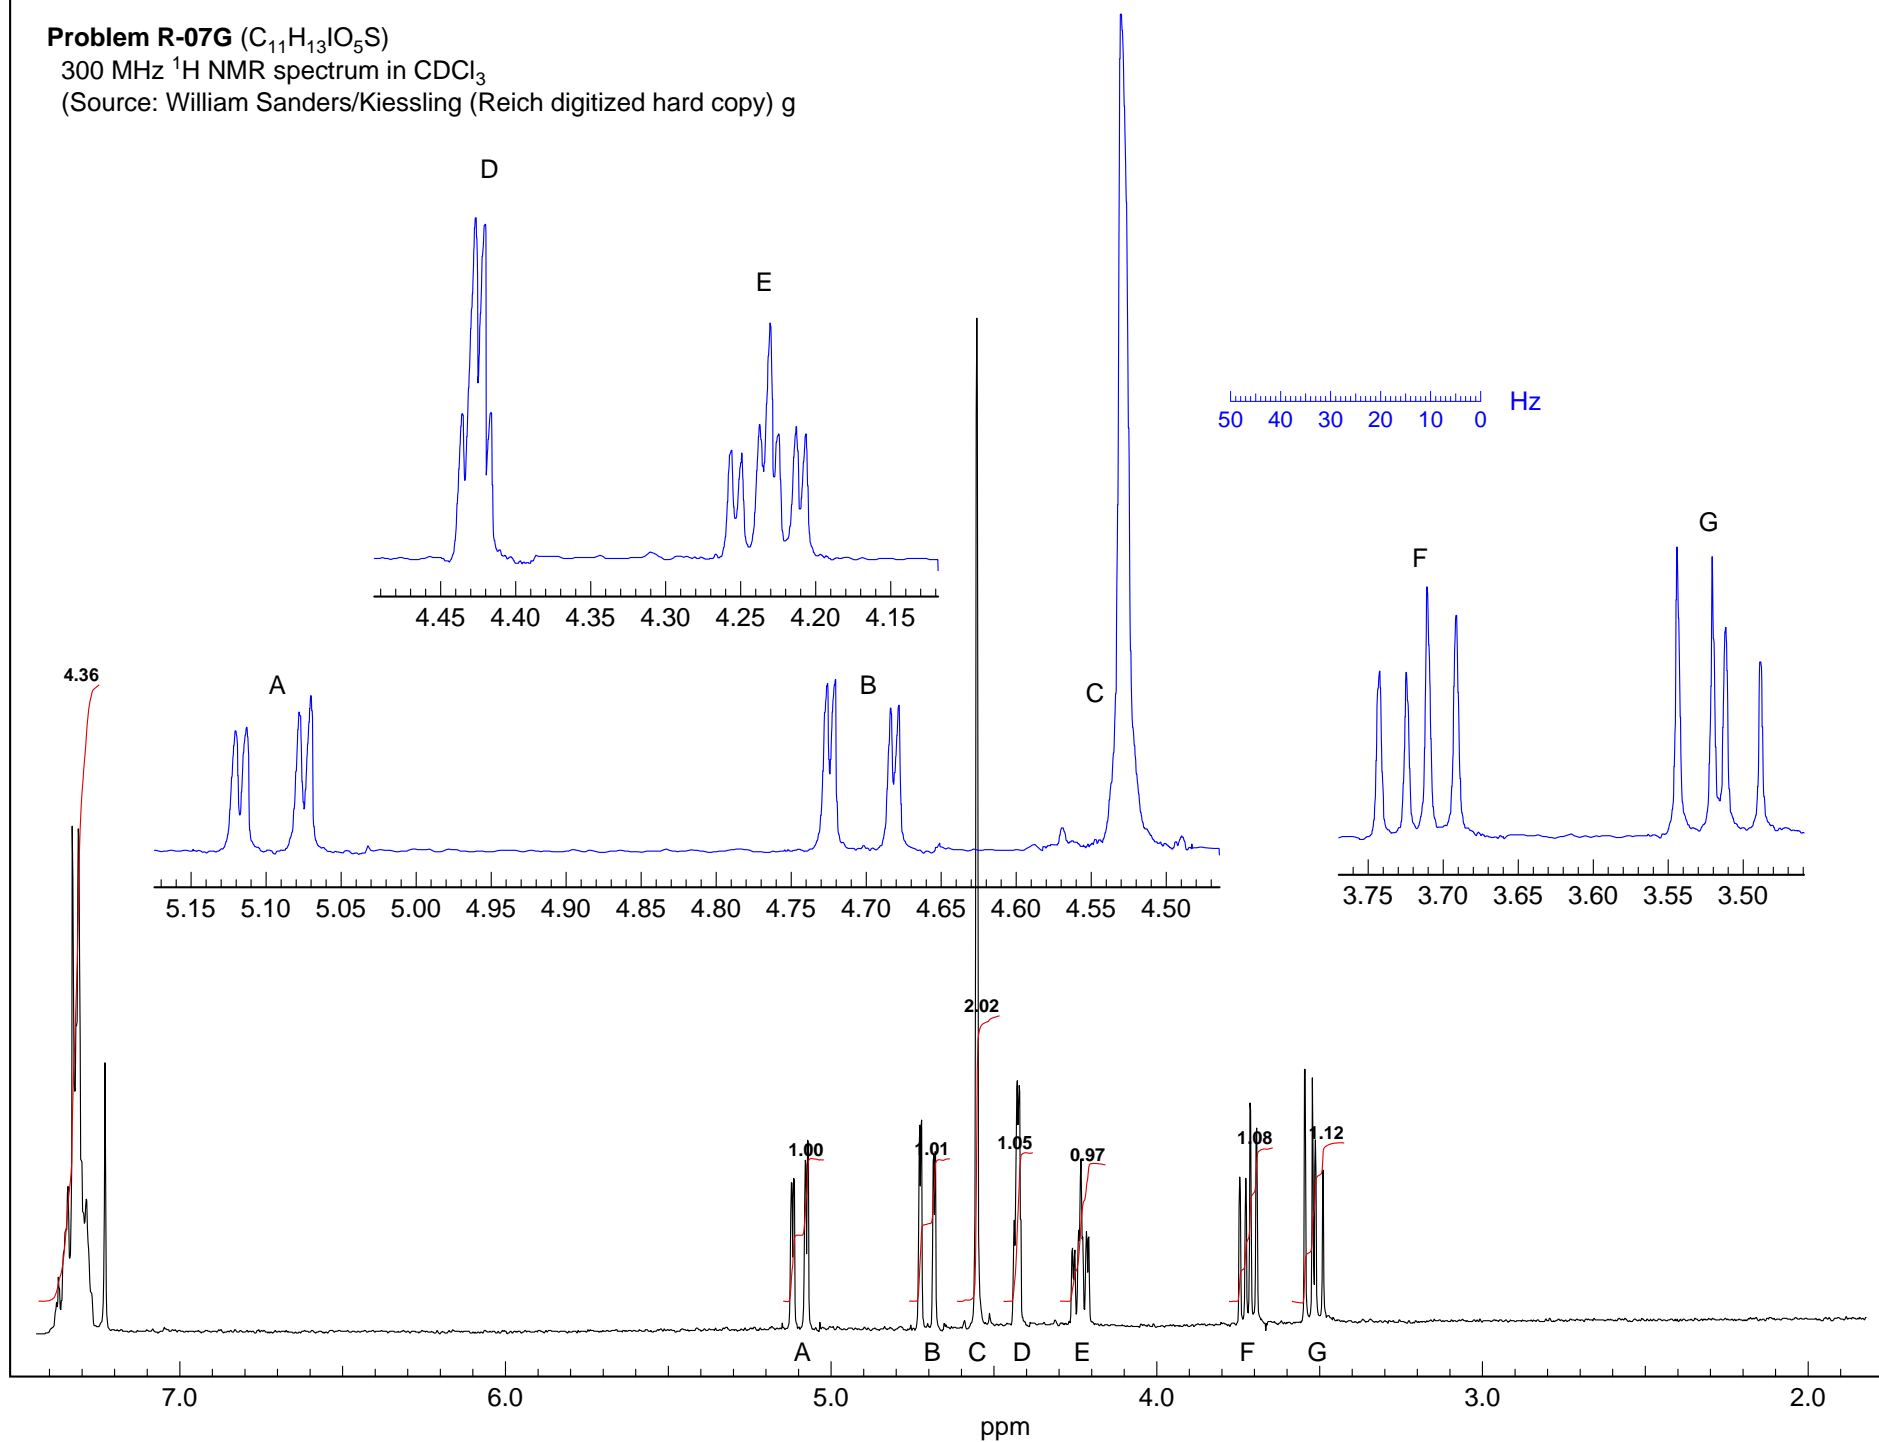 Problem R-07G (C11H13IO5S)
300 MHz 1H NMR spectrum in CDCl3
(Source: William Sanders/Kiessling (Reich digitized hard copy) g
D
E
50 40 30 20 10 0 Hz
4.45 4.40 4.35 4.30 4.25 4.20 4.15
G
F
4.36
A
B
C
5.15 5.10 5.05 5.00 4.95 4.90 4.85 4.80 4.75 4.70 4.65 4.60 4.55 4.50
3.75 3.70 3.65 3.60 3.55 3.50
2.02
1.00
1.01
1.05
0.97
1.08
1.12
A B C D E F G
7.0 6.0 5.0 4.0 3.0 2.0
ppm